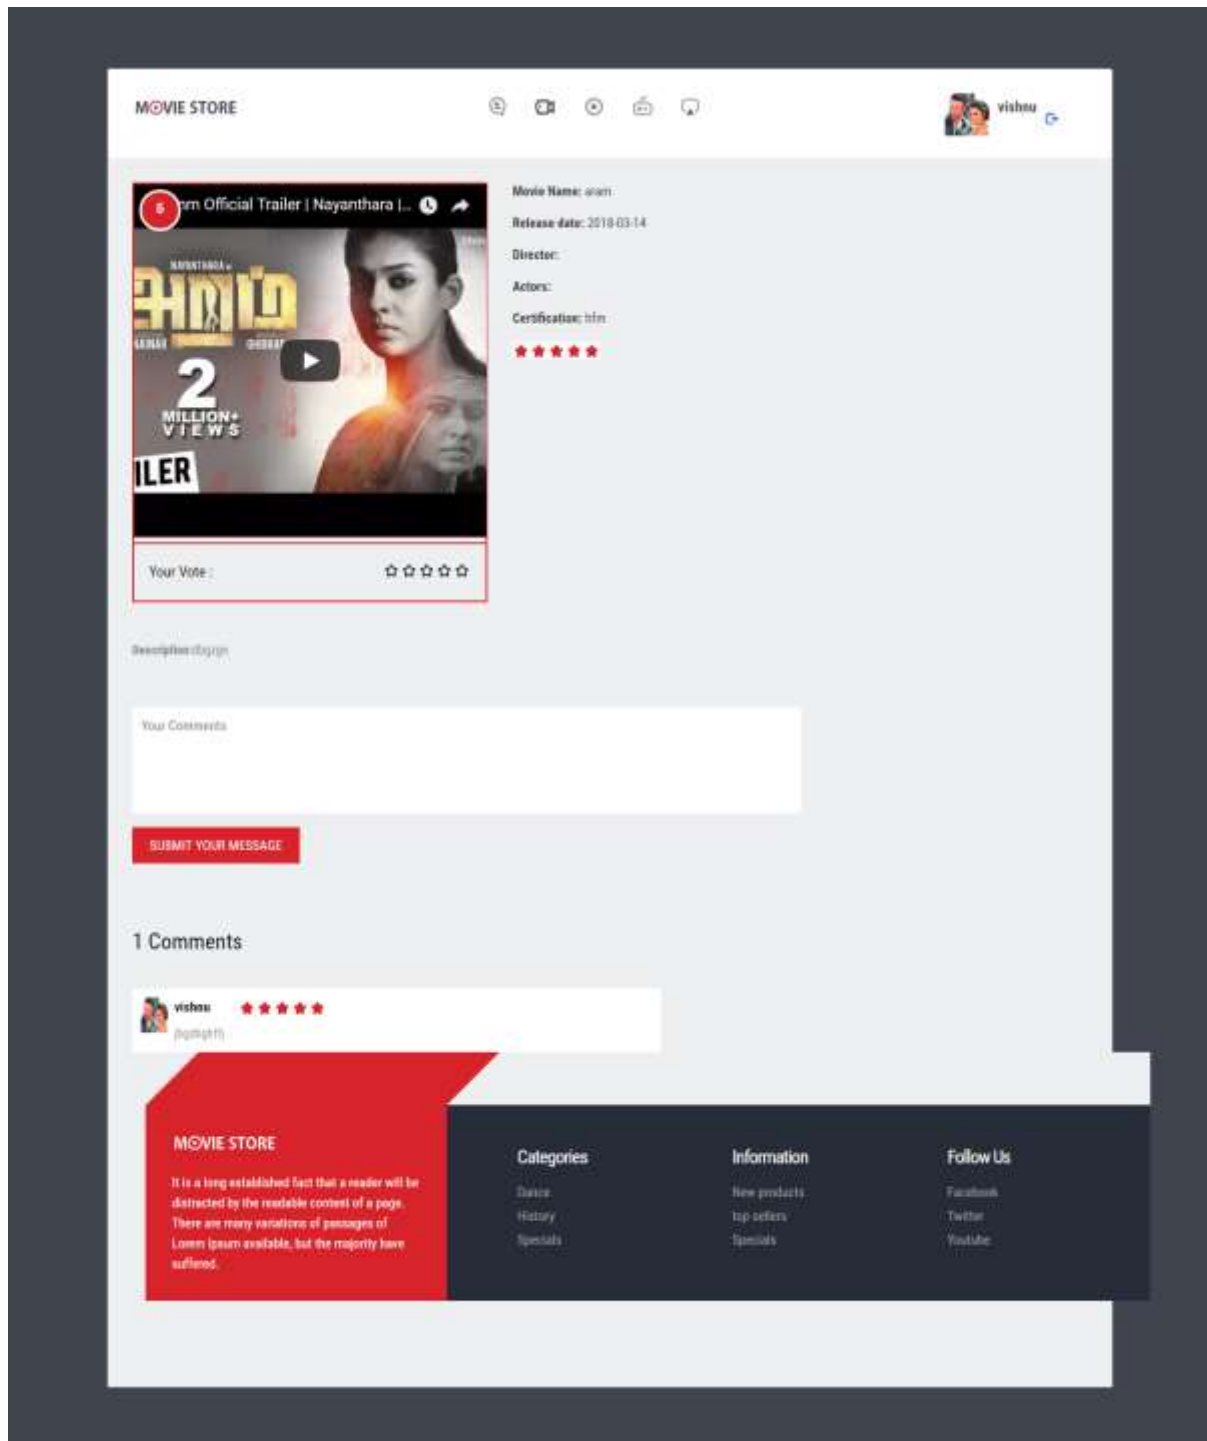 MOVIE STORE
vishnu
5
m Official Trailer | Nayanthara |...
NAYANTHARA
அறம்
2
MILLION+
VIEWS
ILER
Movie Name: aram
Release date: 2018-03-14
Director:
Actors:
Certification:
Your Vote :
Description
Your Comments
SUBMIT YOUR MESSAGE
1 Comments
vishnu
MOVIE STORE
It is a long established fact that a reader will be
distracted by the readable content of a page.
There are many variations of passages of
Lorem Ipsum available, but the majority have
suffered.
Categories
Dance
History
Specials
Information
New products
top sellers
Specials
Follow Us
Facebook
Twitter
Youtube